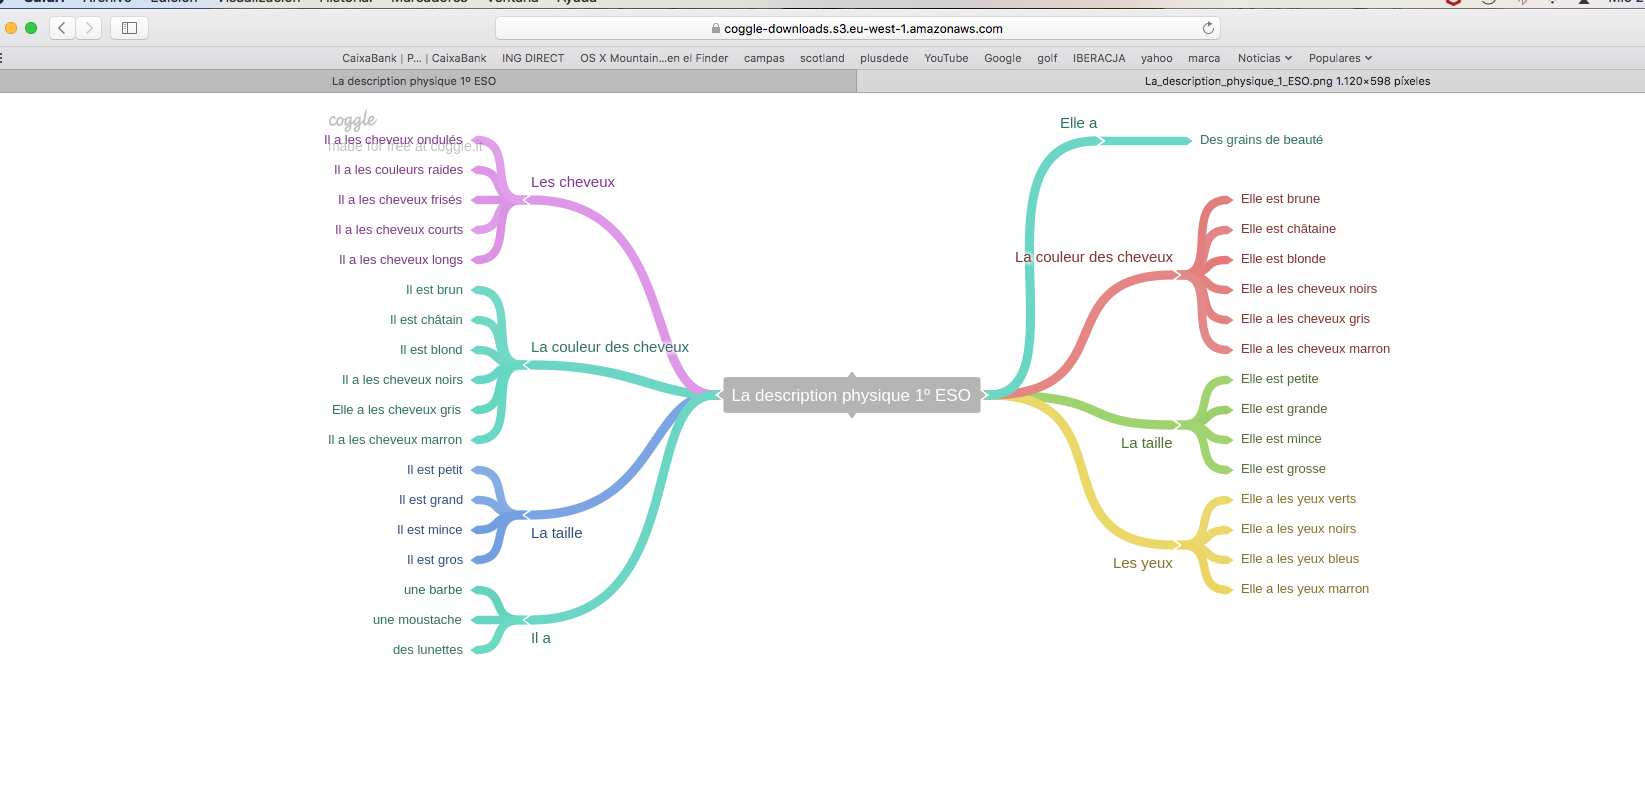 Safari Archivo Edición Visualización Historial Marcadores Ventana Ayuda
coggle-downloads.s3.eu-west-1.amazonaws.com
CaixaBank | P... | CaixaBank ING DIRECT OS X Mountain...en el Finder campas scotland plusdede YouTube Google golf IBERACJA yahoo marca Noticias Populares
La description physique 1º ESO
La_description_physique_1_ESO.png 1.120×598 píxeles
coggle
made for free at coggle.it
Il a les cheveux ondulés
Il a les couleurs raides
Il a les cheveux frisés
Il a les cheveux courts
Il a les cheveux longs
Les cheveux
Il est brun
Il est châtain
Il est blond
Il a les cheveux noirs
Elle a les cheveux gris
Il a les cheveux marron
La couleur des cheveux
Il est petit
Il est grand
Il est mince
Il est gros
La taille
une barbe
une moustache
des lunettes
Il a
La description physique 1º ESO
Elle a
Des grains de beauté
La couleur des cheveux
Elle est brune
Elle est châtaine
Elle est blonde
Elle a les cheveux noirs
Elle a les cheveux gris
Elle a les cheveux marron
La taille
Elle est petite
Elle est grande
Elle est mince
Elle est grosse
Les yeux
Elle a les yeux verts
Elle a les yeux noirs
Elle a les yeux bleus
Elle a les yeux marron